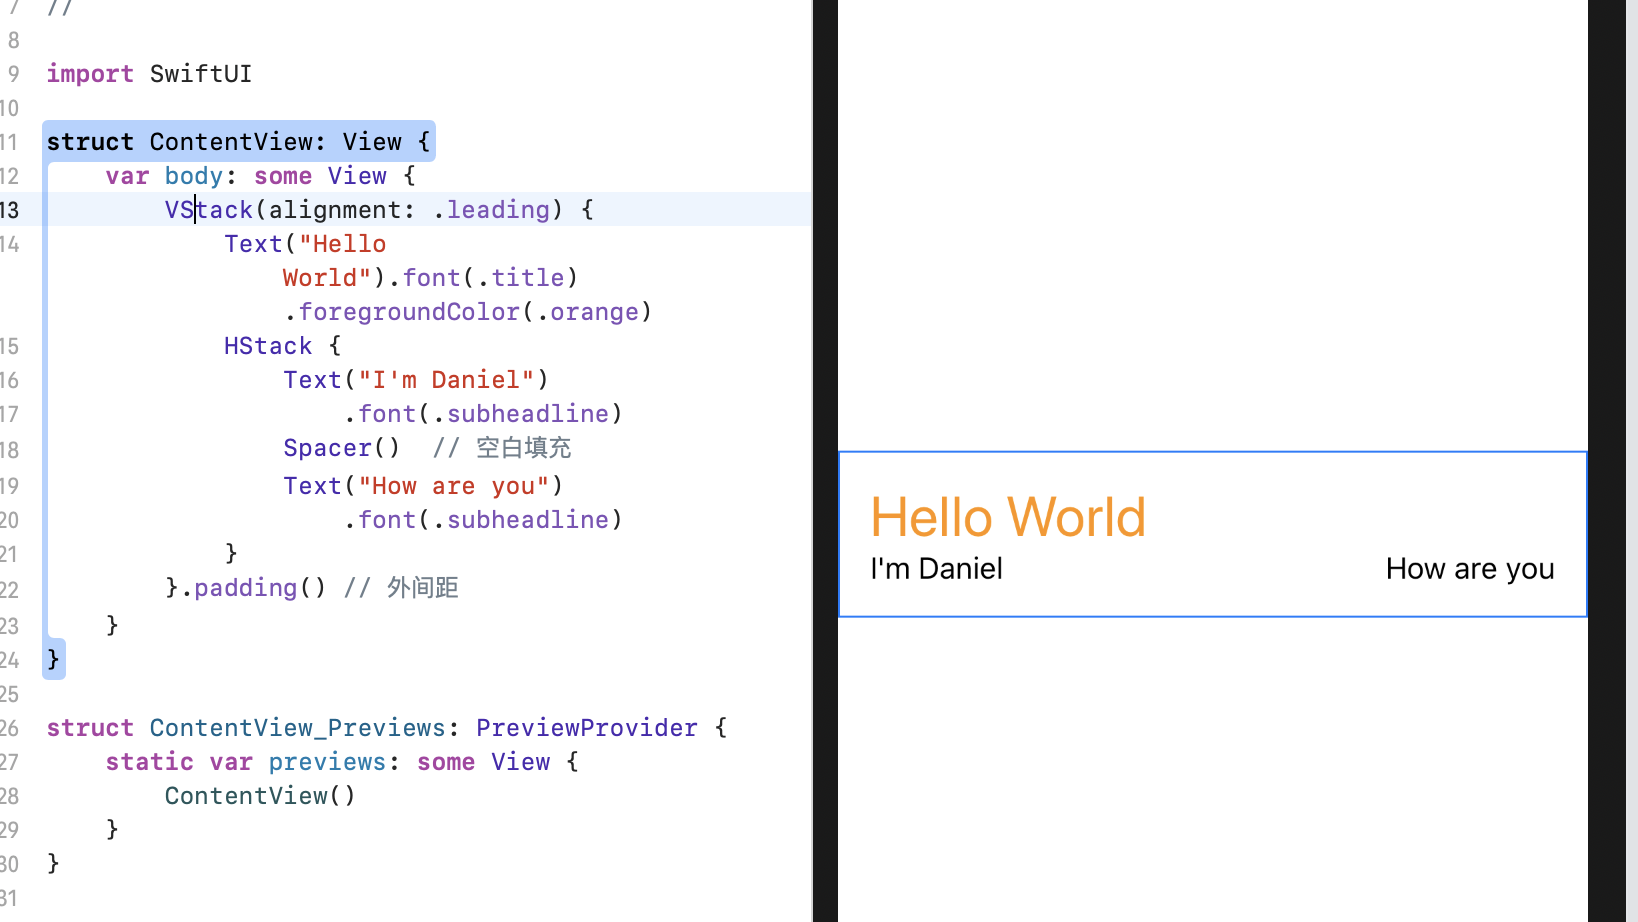 7 //
8
9 import SwiftUI
10
11 struct ContentView: View {
12 var body: some View {
13 VStack(alignment: .leading) {
14 Text("Hello
World").font(.title)
.foregroundColor(.orange)
15 HStack {
16 Text("I'm Daniel")
17 .font(.subheadline)
18 Spacer() // 空白填充
19 Text("How are you")
20 .font(.subheadline)
21 }
22 }.padding() // 外间距
23 }
24 }
25
26 struct ContentView_Previews: PreviewProvider {
27 static var previews: some View {
28 ContentView()
29 }
30 }
31
Hello World
I'm Daniel How are you